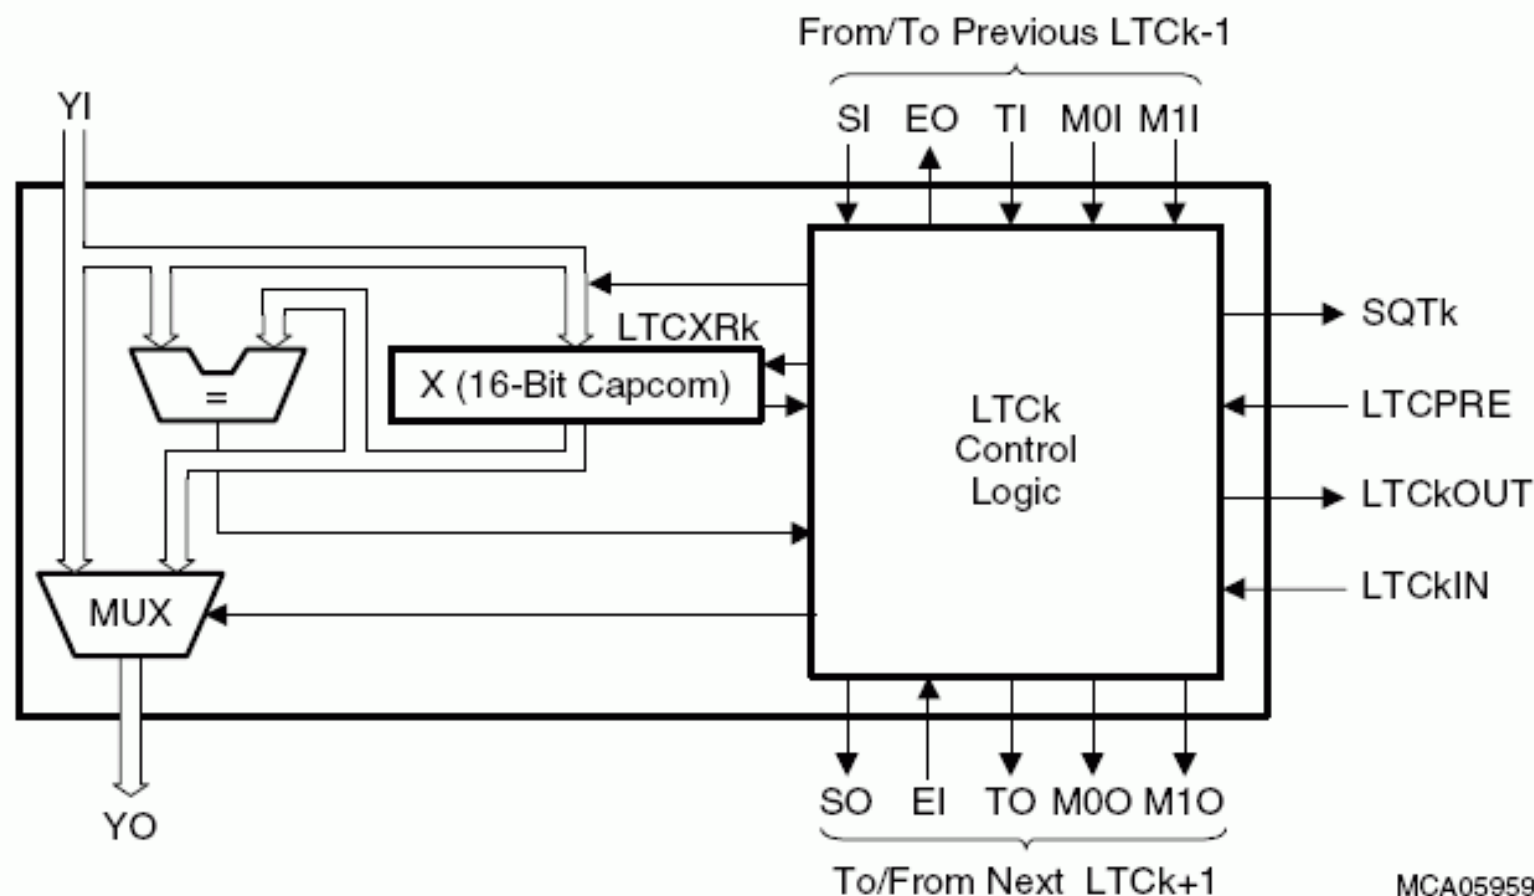 From/To Previous LTCk-1
YI
SI EO TI M0I M1I
SQTk
LTCXRk
X (16-Bit Capcom)
=
LTCk
Control
Logic
LTCPRE
LTCkOUT
LTCkIN
MUX
SO EI TO M0O M1O
YO
To/From Next LTCk+1
MCA05959